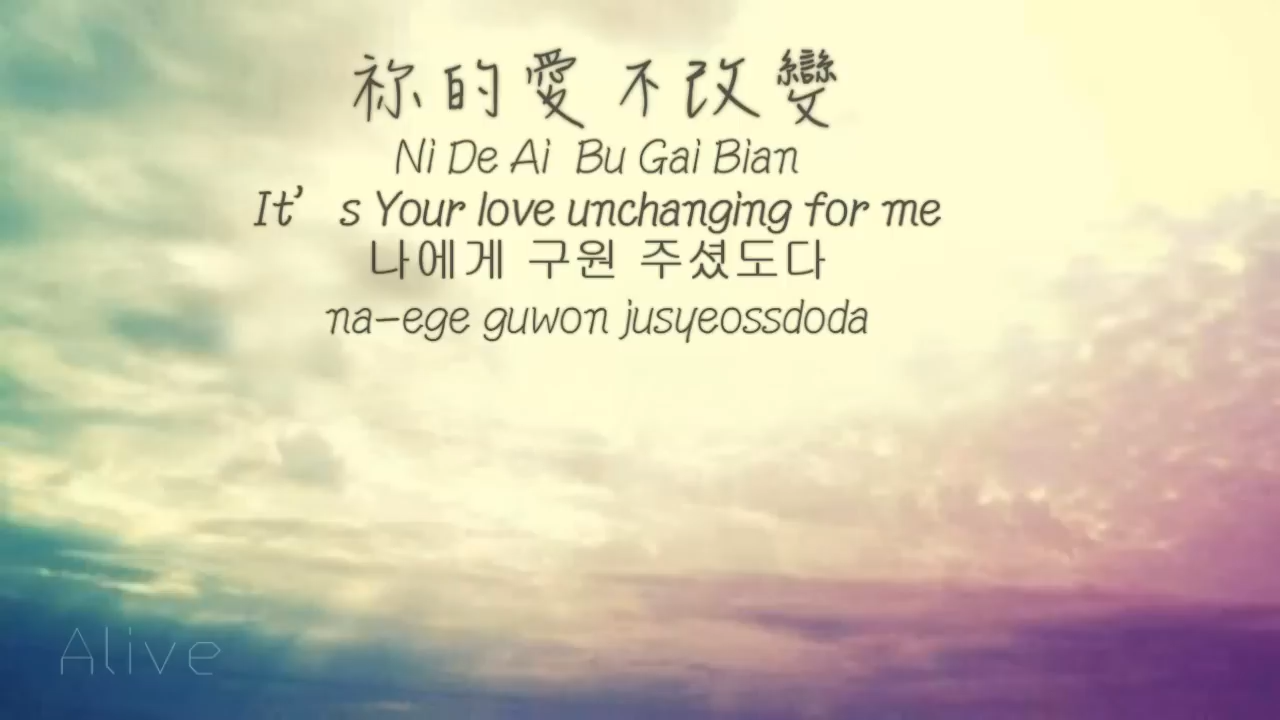 祢的愛不改變
Ni De Ai Bu Gai Bian
It’s Your love unchanging for me
나에게 구원 주셨도다
na-ege guwon jusyeossdoda
Alive